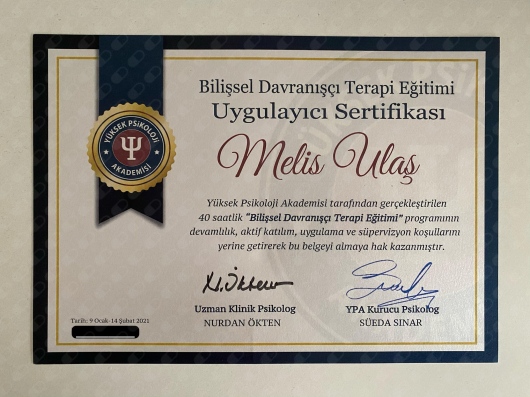 YÜKSEK PSİKOLOJİ
AKADEMİSİ
Bilişsel Davranışçı Terapi Eğitimi
Uygulayıcı Sertifikası
Melis Ulaş
Yüksek Psikoloji Akademisi tarafından gerçekleştirilen
40 saatlik "Bilişsel Davranışçı Terapi Eğitimi" programının
devamlılık, aktif katılım, uygulama ve süpervizyon koşullarını
yerine getirerek bu belgeyi almaya hak kazanmıştır.
Uzman Klinik Psikolog
NURDAN ÖKTEN
YPA Kurucu Psikolog
SÜEDA SINAR
Tarih: 9 Ocak- 14 Şubat 2021